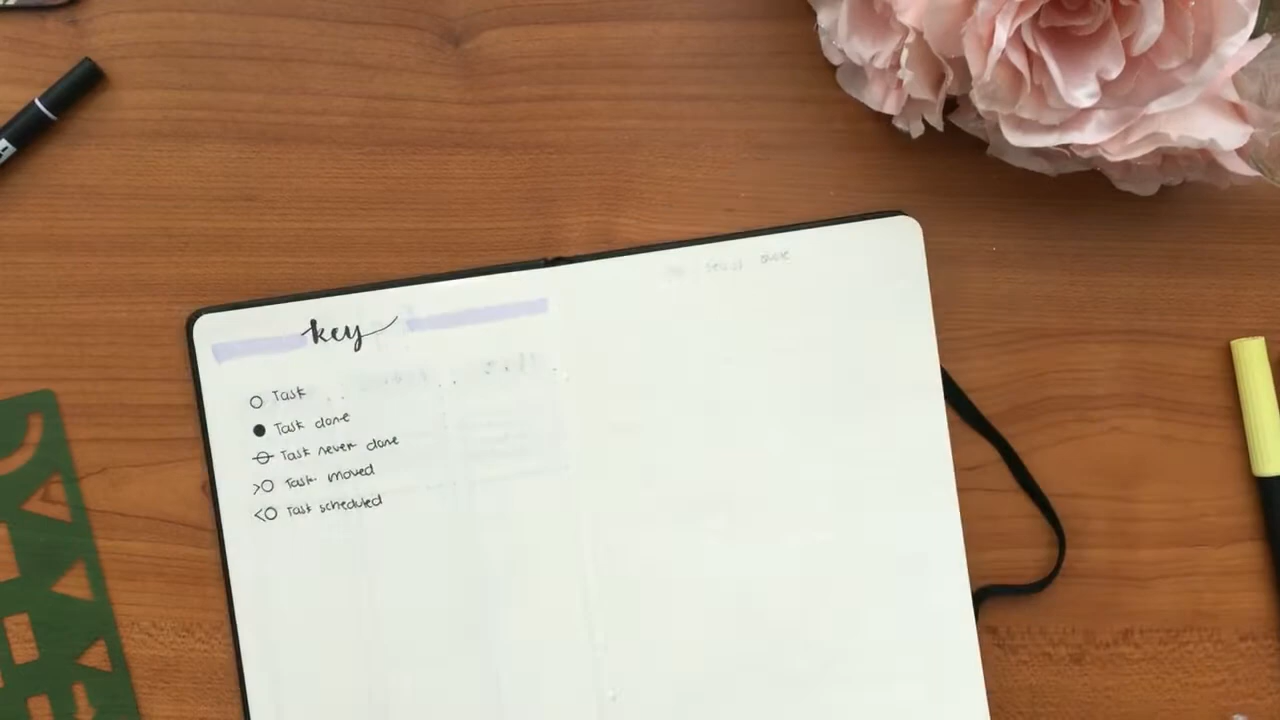 key
○ Task
● Task done
⦵ Task never done
>○ Task moved
<○ Task scheduled